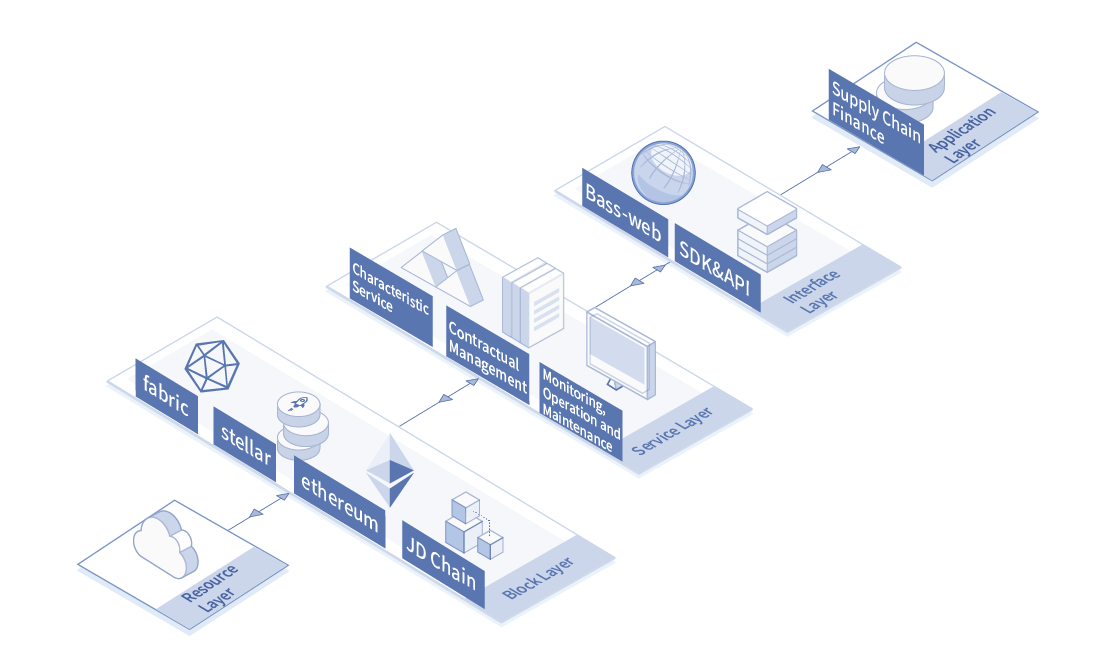 Supply Chain
Finance
Application
Layer
Bass-web
SDK&API
Interface
Layer
Characteristic
Service
Contractual
Management
Monitoring,
Operation and
Maintenance
Service Layer
fabric
stellar
ethereum
JD Chain
Block Layer
Resource
Layer